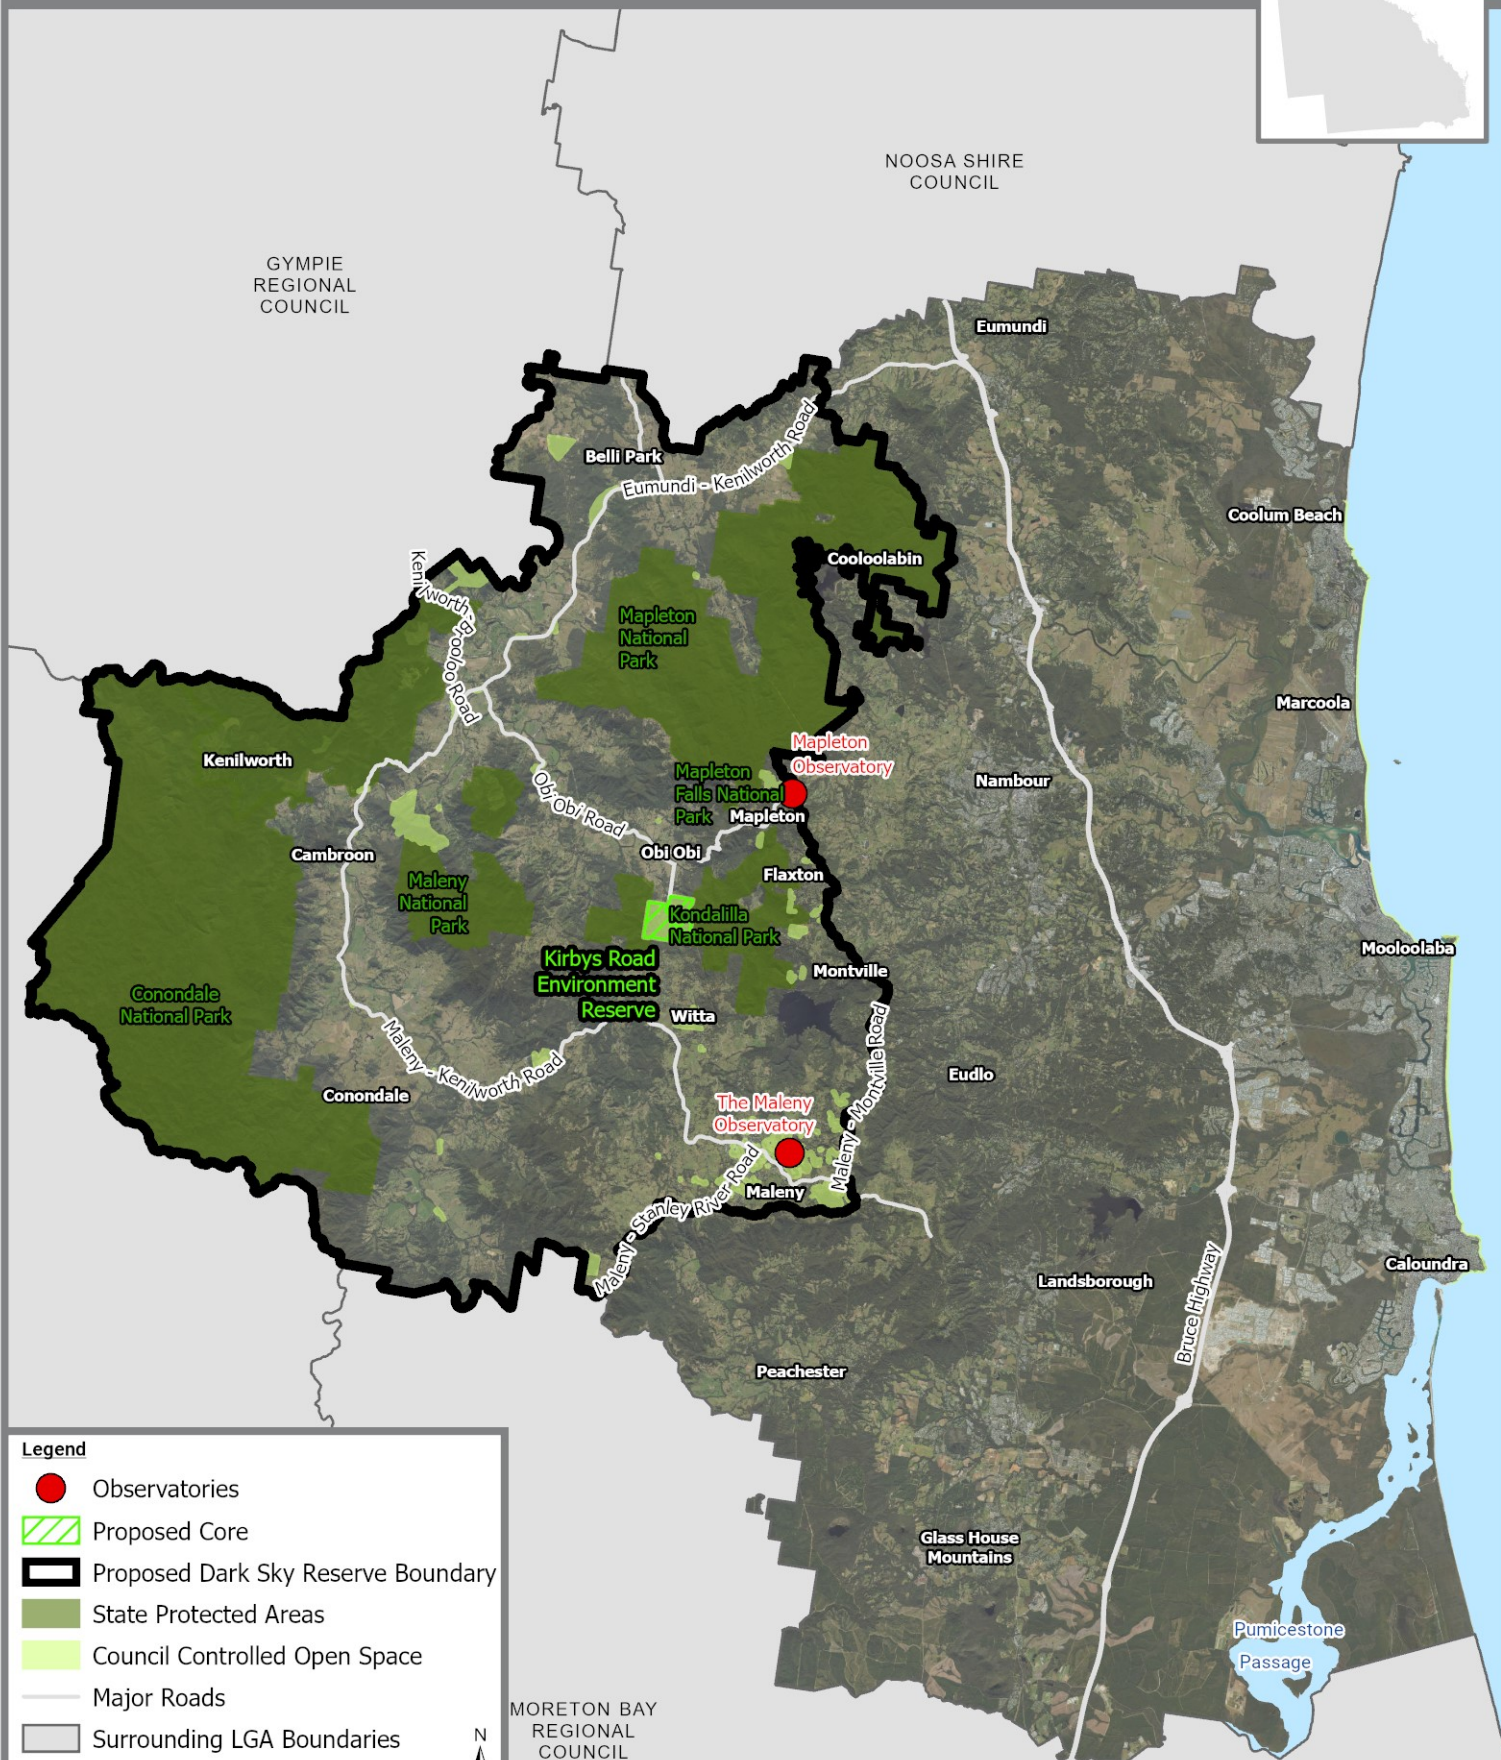 NOOSA SHIRE
COUNCIL
GYMPIE
REGIONAL
COUNCIL
Eumundi
Belli Park
Eumundi - Kenilworth Road
Coolum Beach
Cooloolabin
Kenilworth - Brooloo Road
Mapleton
National
Park
Marcoola
Kenilworth
Mapleton
Observatory
Mapleton
Falls National
Park
Nambour
Obi Obi Road
Mapleton
Cambroon
Obi Obi
Flaxton
Maleny
National
Park
Kondalilla
National Park
Mooloolaba
Kirbys Road
Environment
Reserve
Montville
Conondale
National Park
Witta
Maleny - Kenilworth Road
Maleny - Montville Road
Eudlo
Conondale
The Maleny
Observatory
Maleny
Maleny - Stanley River Road
Caloundra
Landsborough
Bruce Highway
Peachester
Glass House
Mountains
Pumicestone
Passage
Legend
Observatories
Proposed Core
Proposed Dark Sky Reserve Boundary
State Protected Areas
Council Controlled Open Space
Major Roads
Surrounding LGA Boundaries
N
MORETON BAY
REGIONAL
COUNCIL